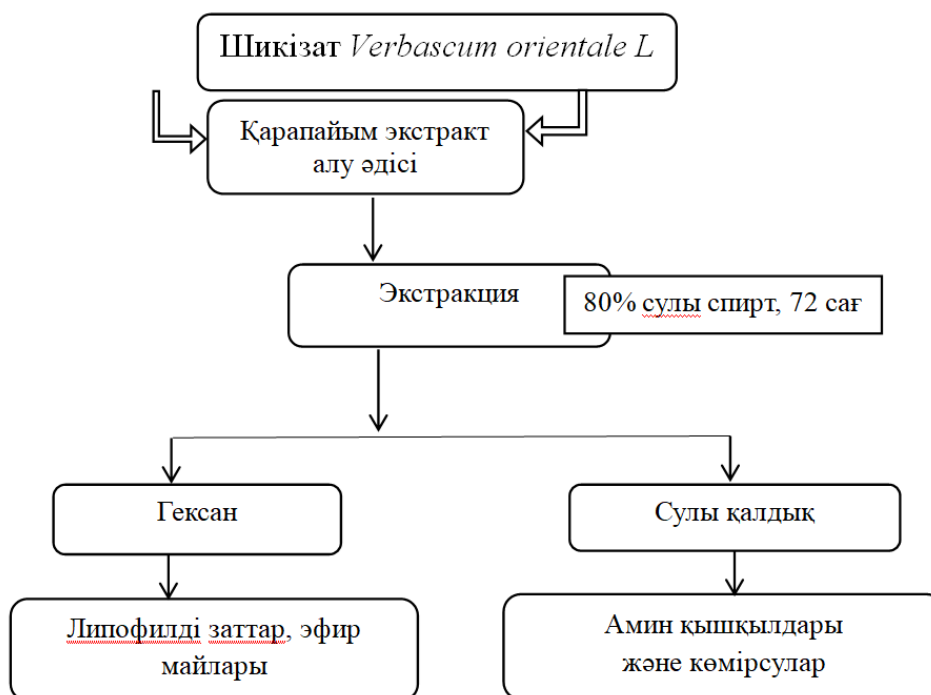 Шикізат Verbascum orientale L
Қарапайым экстракт
алу әдісі
Экстракция
80% сулы спирт, 72 сағ
Гексан
Сулы қалдық
Липофилді заттар, эфир
майлары
Амин қышқылдары
және көмірсулар